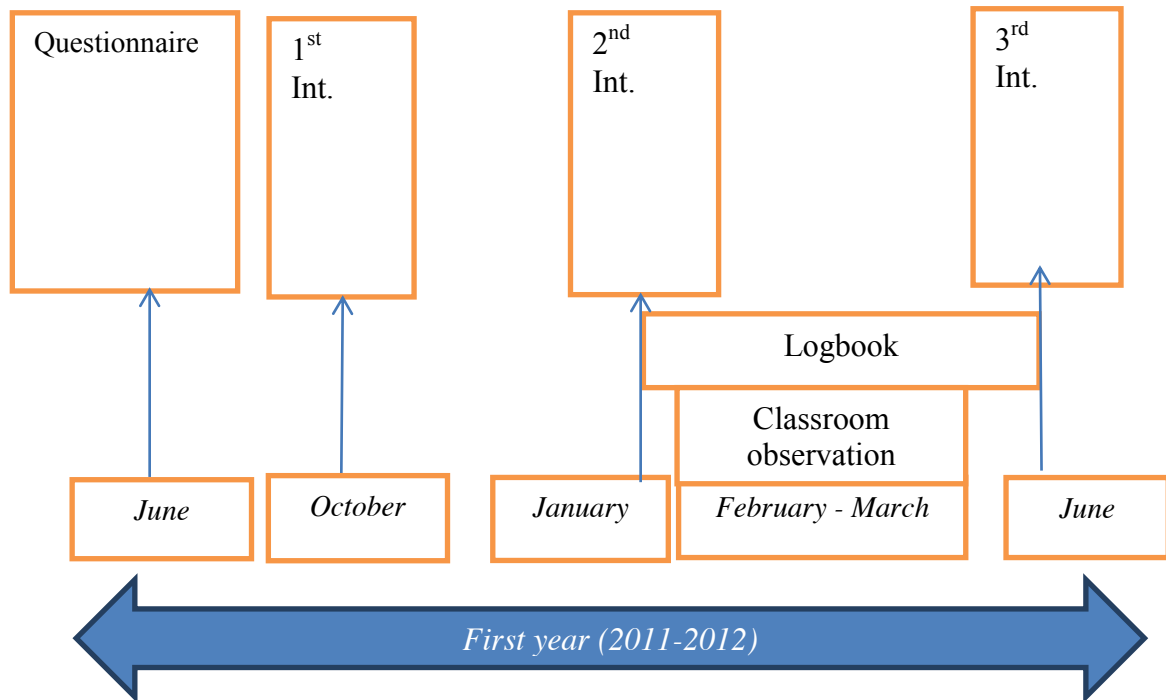 Questionnaire
1st
Int.
2nd
Int.
3rd
Int.
Logbook
Classroom
observation
June
October
January
February - March
June
First year (2011-2012)